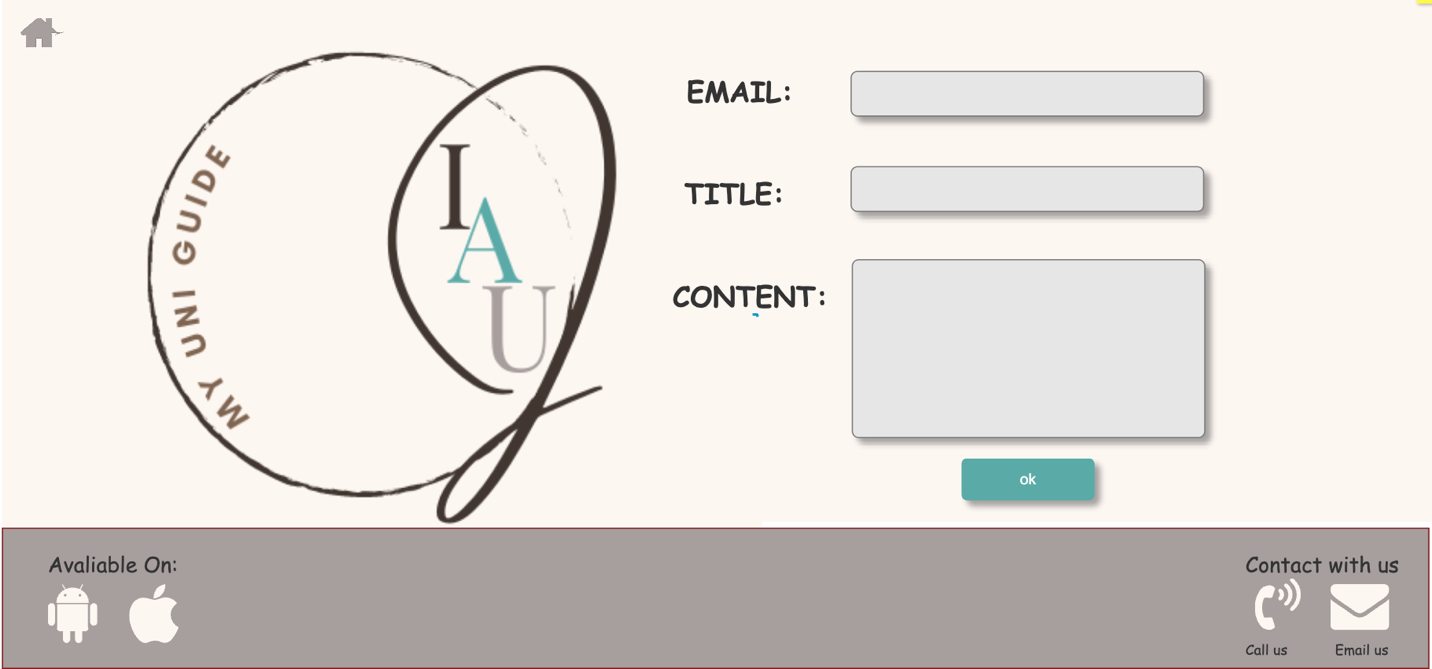 MY UNI GUIDE
I
A
U
EMAIL:
TITLE:
CONTENT:
ok
Avaliable On:
Contact with us
Call us
Email us